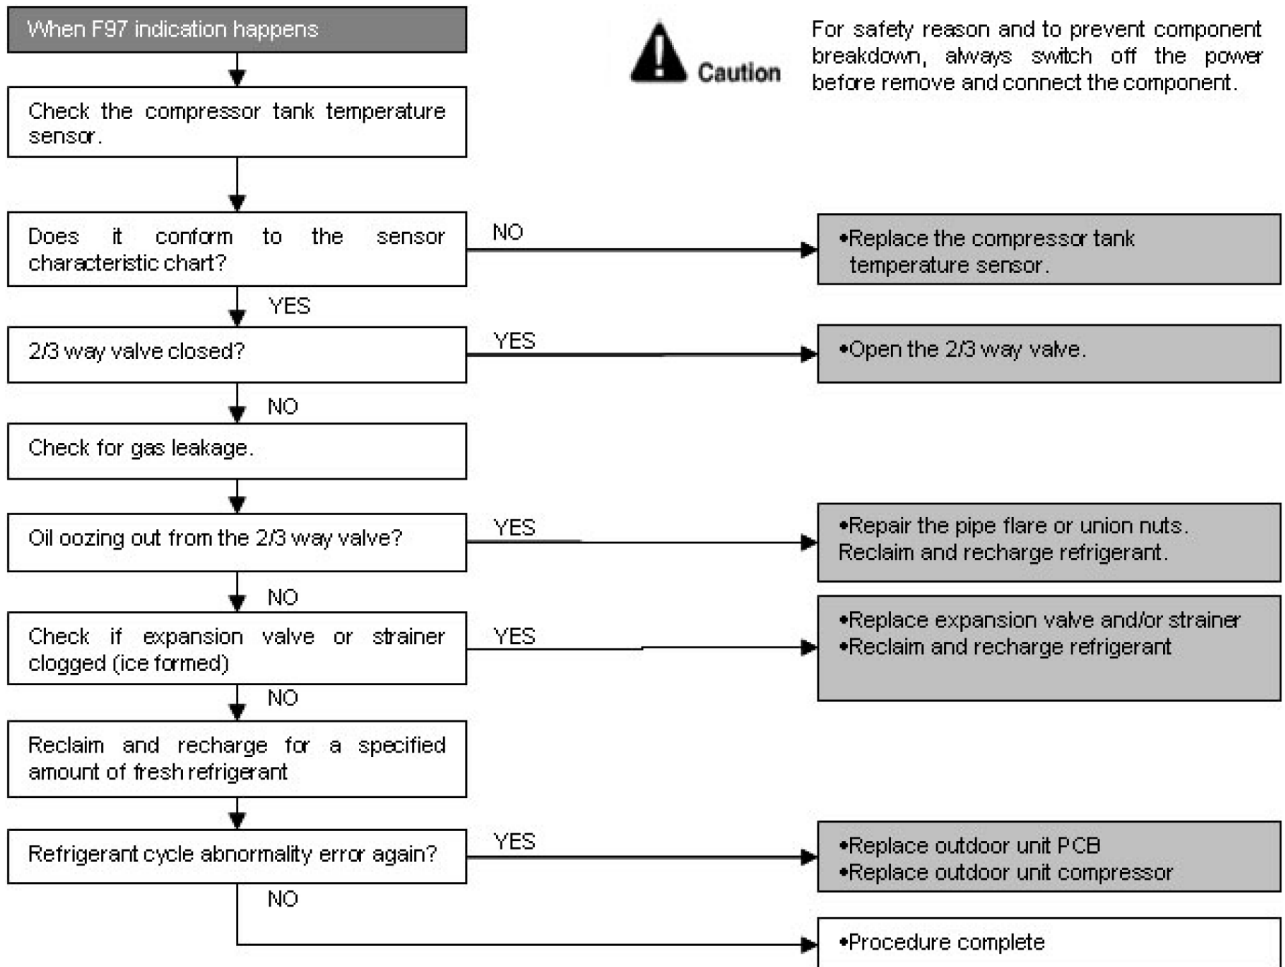 When F97 indication happens
Caution
For safety reason and to prevent component
breakdown, always switch off the power
before remove and connect the component.
Check the compressor tank temperature
sensor.
Does it conform to the sensor
characteristic chart?
NO
•Replace the compressor tank
temperature sensor.
YES
2/3 way valve closed?
YES
•Open the 2/3 way valve.
NO
Check for gas leakage.
Oil oozing out from the 2/3 way valve?
YES
•Repair the pipe flare or union nuts.
Reclaim and recharge refrigerant.
NO
Check if expansion valve or strainer
clogged (ice formed)
YES
•Replace expansion valve and/or strainer
•Reclaim and recharge refrigerant
NO
Reclaim and recharge for a specified
amount of fresh refrigerant
Refrigerant cycle abnormality error again?
YES
•Replace outdoor unit PCB
•Replace outdoor unit compressor
NO
•Procedure complete